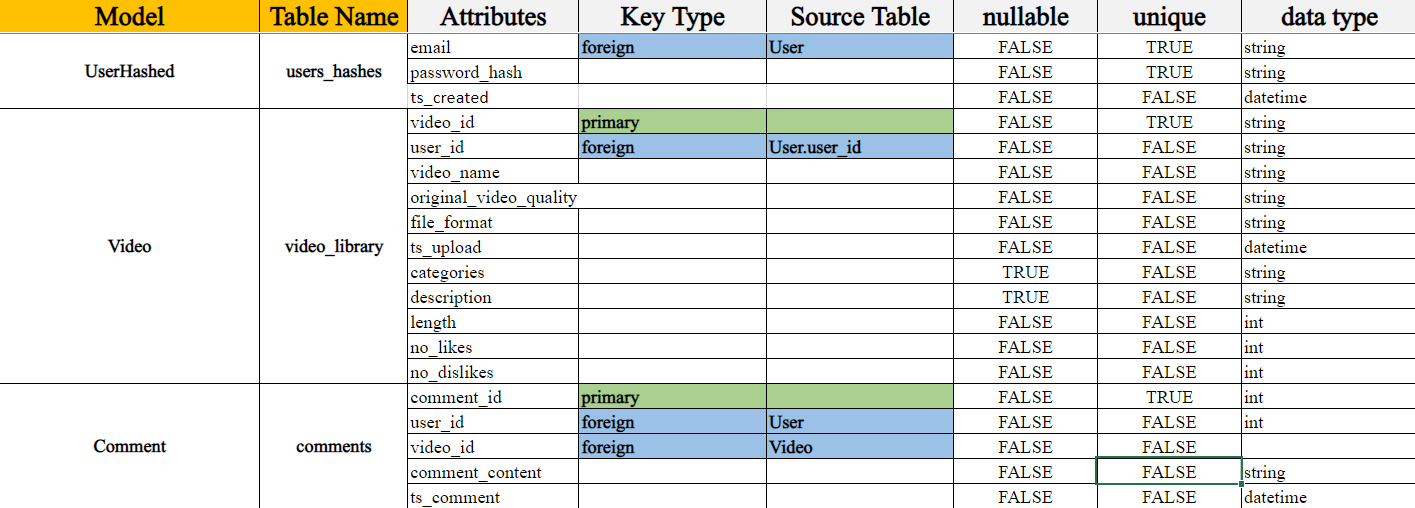 Model Table Name Attributes Key Type Source Table nullable unique data type
email foreign User FALSE TRUE string
UserHashed users_hashes password_hash FALSE TRUE string
ts_created FALSE FALSE datetime
video_id primary FALSE TRUE string
user_id foreign User.user_id FALSE FALSE string
video_name FALSE FALSE string
original_video_quality FALSE FALSE string
file_format FALSE FALSE string
Video video_library ts_upload FALSE FALSE datetime
categories TRUE FALSE string
description TRUE FALSE string
length FALSE FALSE int
no_likes FALSE FALSE int
no_dislikes FALSE FALSE int
comment_id primary FALSE TRUE int
user_id foreign User FALSE FALSE int
Comment comments video_id foreign Video FALSE FALSE
comment_content FALSE FALSE string
ts_comment FALSE FALSE datetime